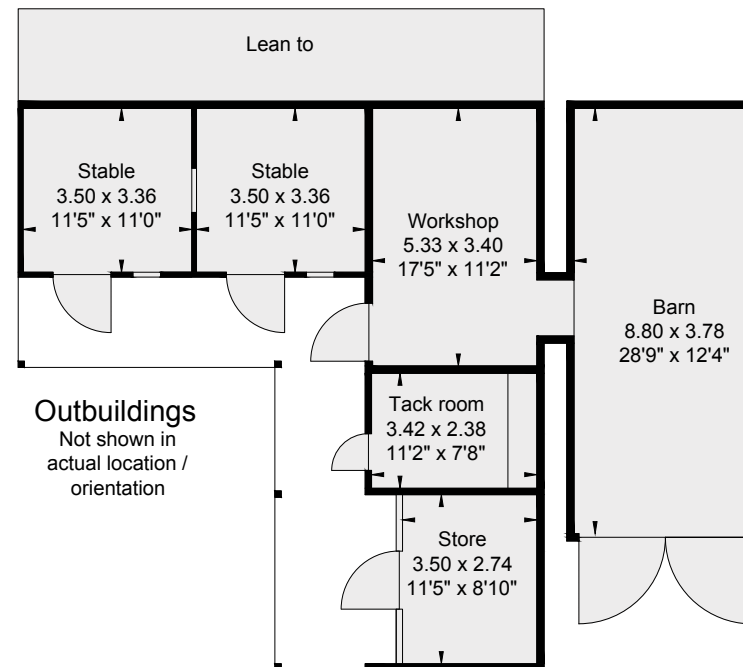 Lean to
Stable
3.50 x 3.36
11'5" x 11'0"
Stable
3.50 x 3.36
11'5" x 11'0"
Workshop
5.33 x 3.40
17'5" x 11'2"
Barn
8.80 x 3.78
28'9" x 12'4"
Tack room
3.42 x 2.38
11'2" x 7'8"
Outbuildings
Not shown in
actual location /
orientation
Store
3.50 x 2.74
11'5" x 8'10"